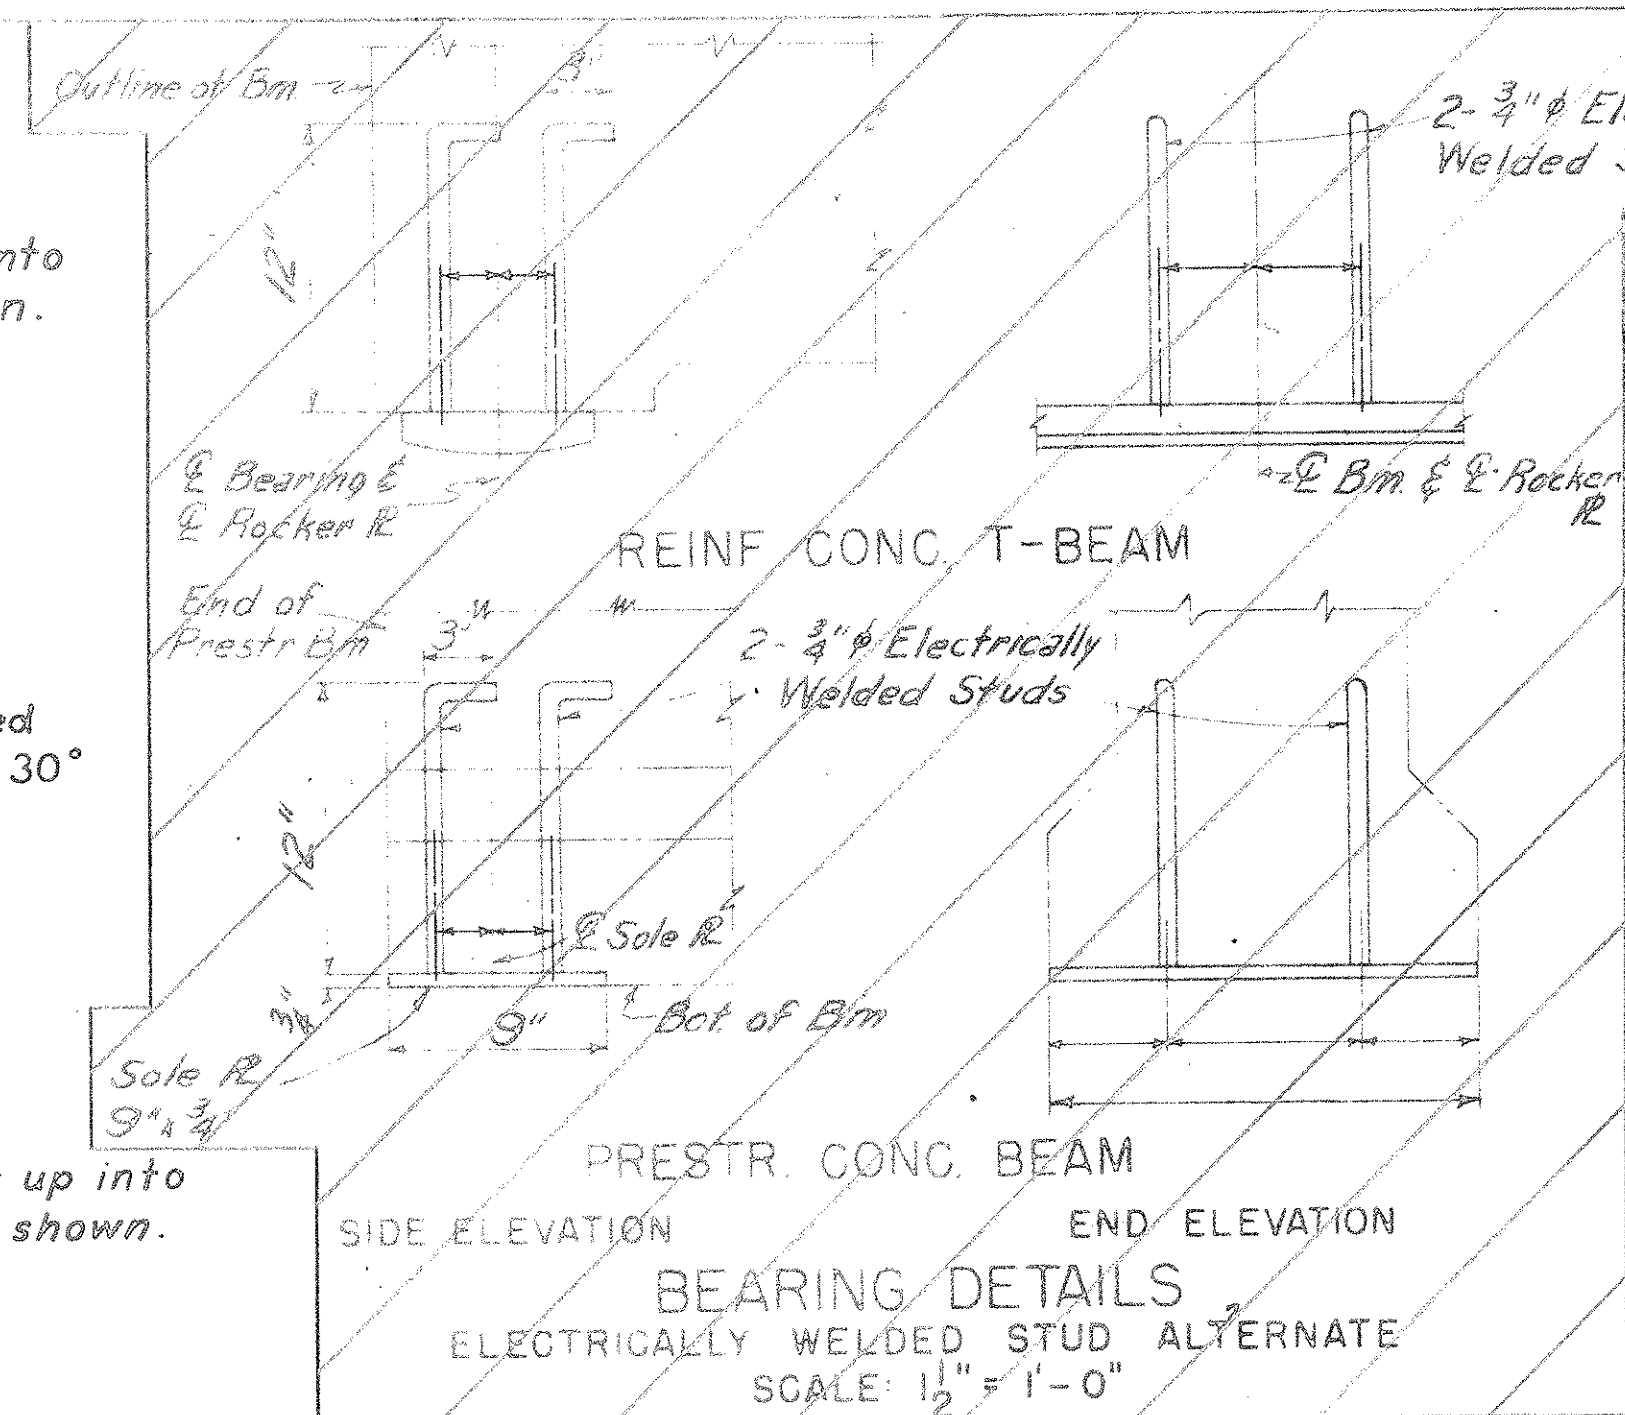 Outline of Bm
3"
2-3/4"ϕ
Welded
12"
nto
n.
℄ Bearing &
℄ Rocker ⅊
℄ Bm. & ℄ Rocker
⅊
REINF CONC. T-BEAM
End of
Prestr Bm
3"
2-3/4"ϕ Electrically
Welded Studs
ed
30°
12"
℄ Sole ⅊
3/4"
9"
Bot. of Bm
Sole ⅊
9"x 3/4
PRESTR. CONC. BEAM
up into
shown.
SIDE ELEVATION
END ELEVATION
BEARING DETAILS
ELECTRICALLY WELDED STUD ALTERNATE
SCALE: 1 1/2" = 1'-0"